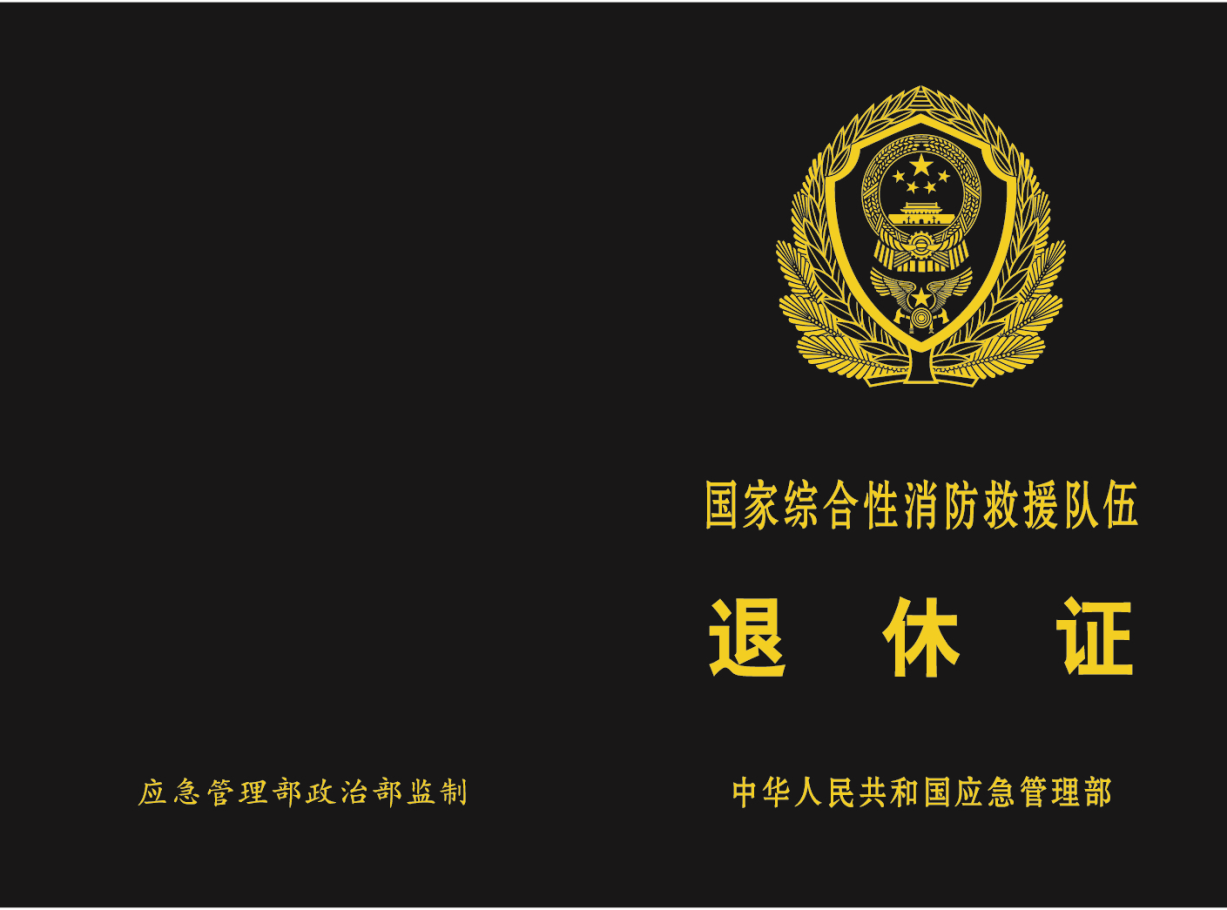 国家综合性消防救援队伍
退休证
应急管理部政治部监制
中华人民共和国应急管理部